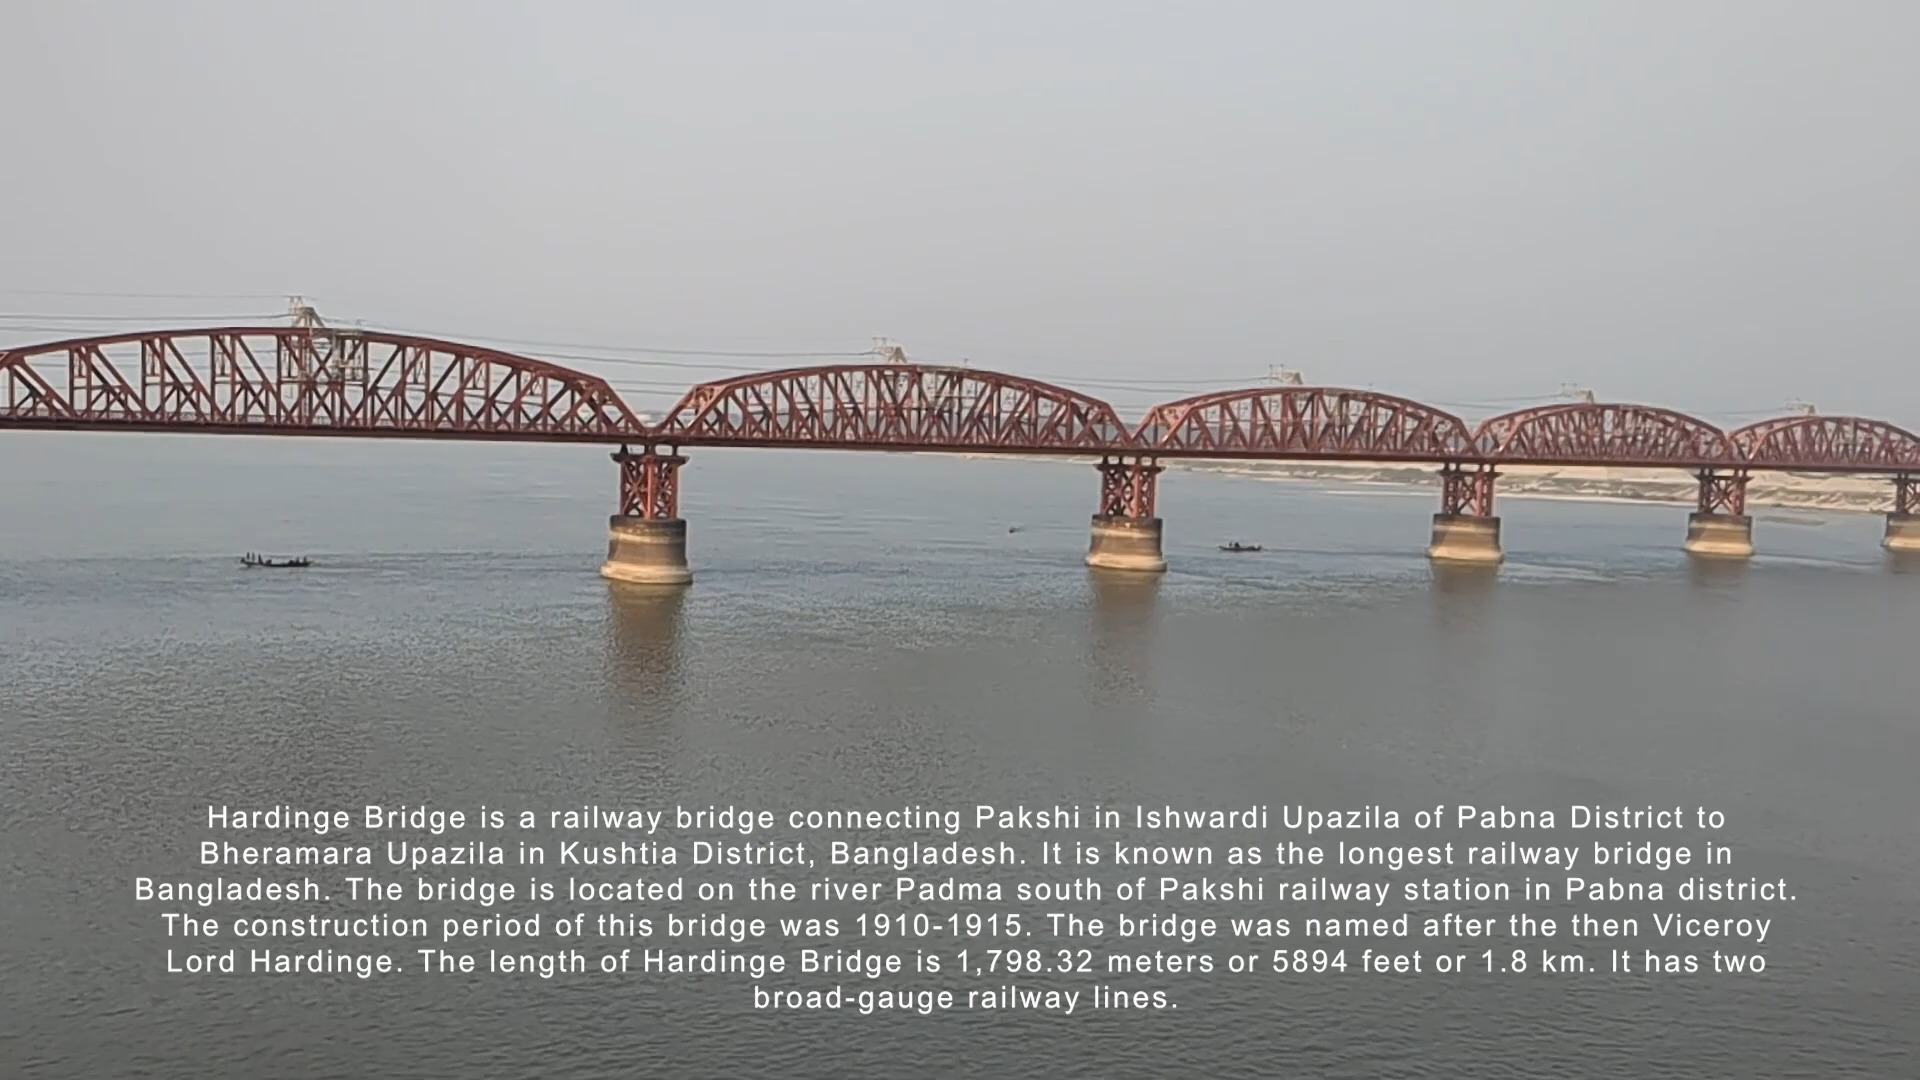 Hardinge Bridge is a railway bridge connecting Pakshi in Ishwardi Upazila of Pabna District to
Bheramara Upazila in Kushtia District, Bangladesh. It is known as the longest railway bridge in
Bangladesh. The bridge is located on the river Padma south of Pakshi railway station in Pabna district.
The construction period of this bridge was 1910-1915. The bridge was named after the then Viceroy
Lord Hardinge. The length of Hardinge Bridge is 1,798.32 meters or 5894 feet or 1.8 km. It has two
broad-gauge railway lines.